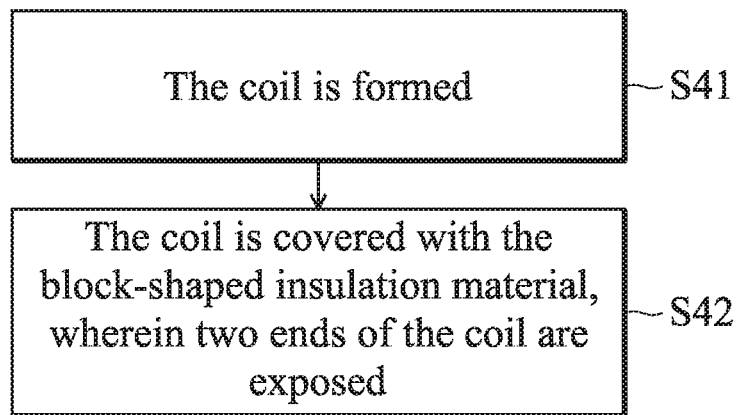 The coil is formed
S41
The coil is covered with the
block-shaped insulation material,
wherein two ends of the coil are
exposed
S42